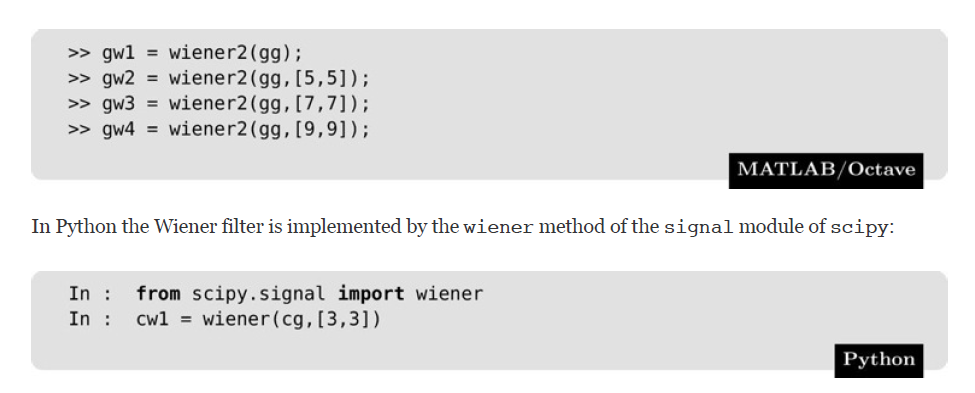 >> gw1 = wiener2(gg);
>> gw2 = wiener2(gg,[5,5]);
>> gw3 = wiener2(gg,[7,7]);
>> gw4 = wiener2(gg,[9,9]);
MATLAB/Octave
In Python the Wiener filter is implemented by the wiener method of the signal module of scipy:
In :  from scipy.signal import wiener
In :  cw1 = wiener(cg,[3,3])
Python